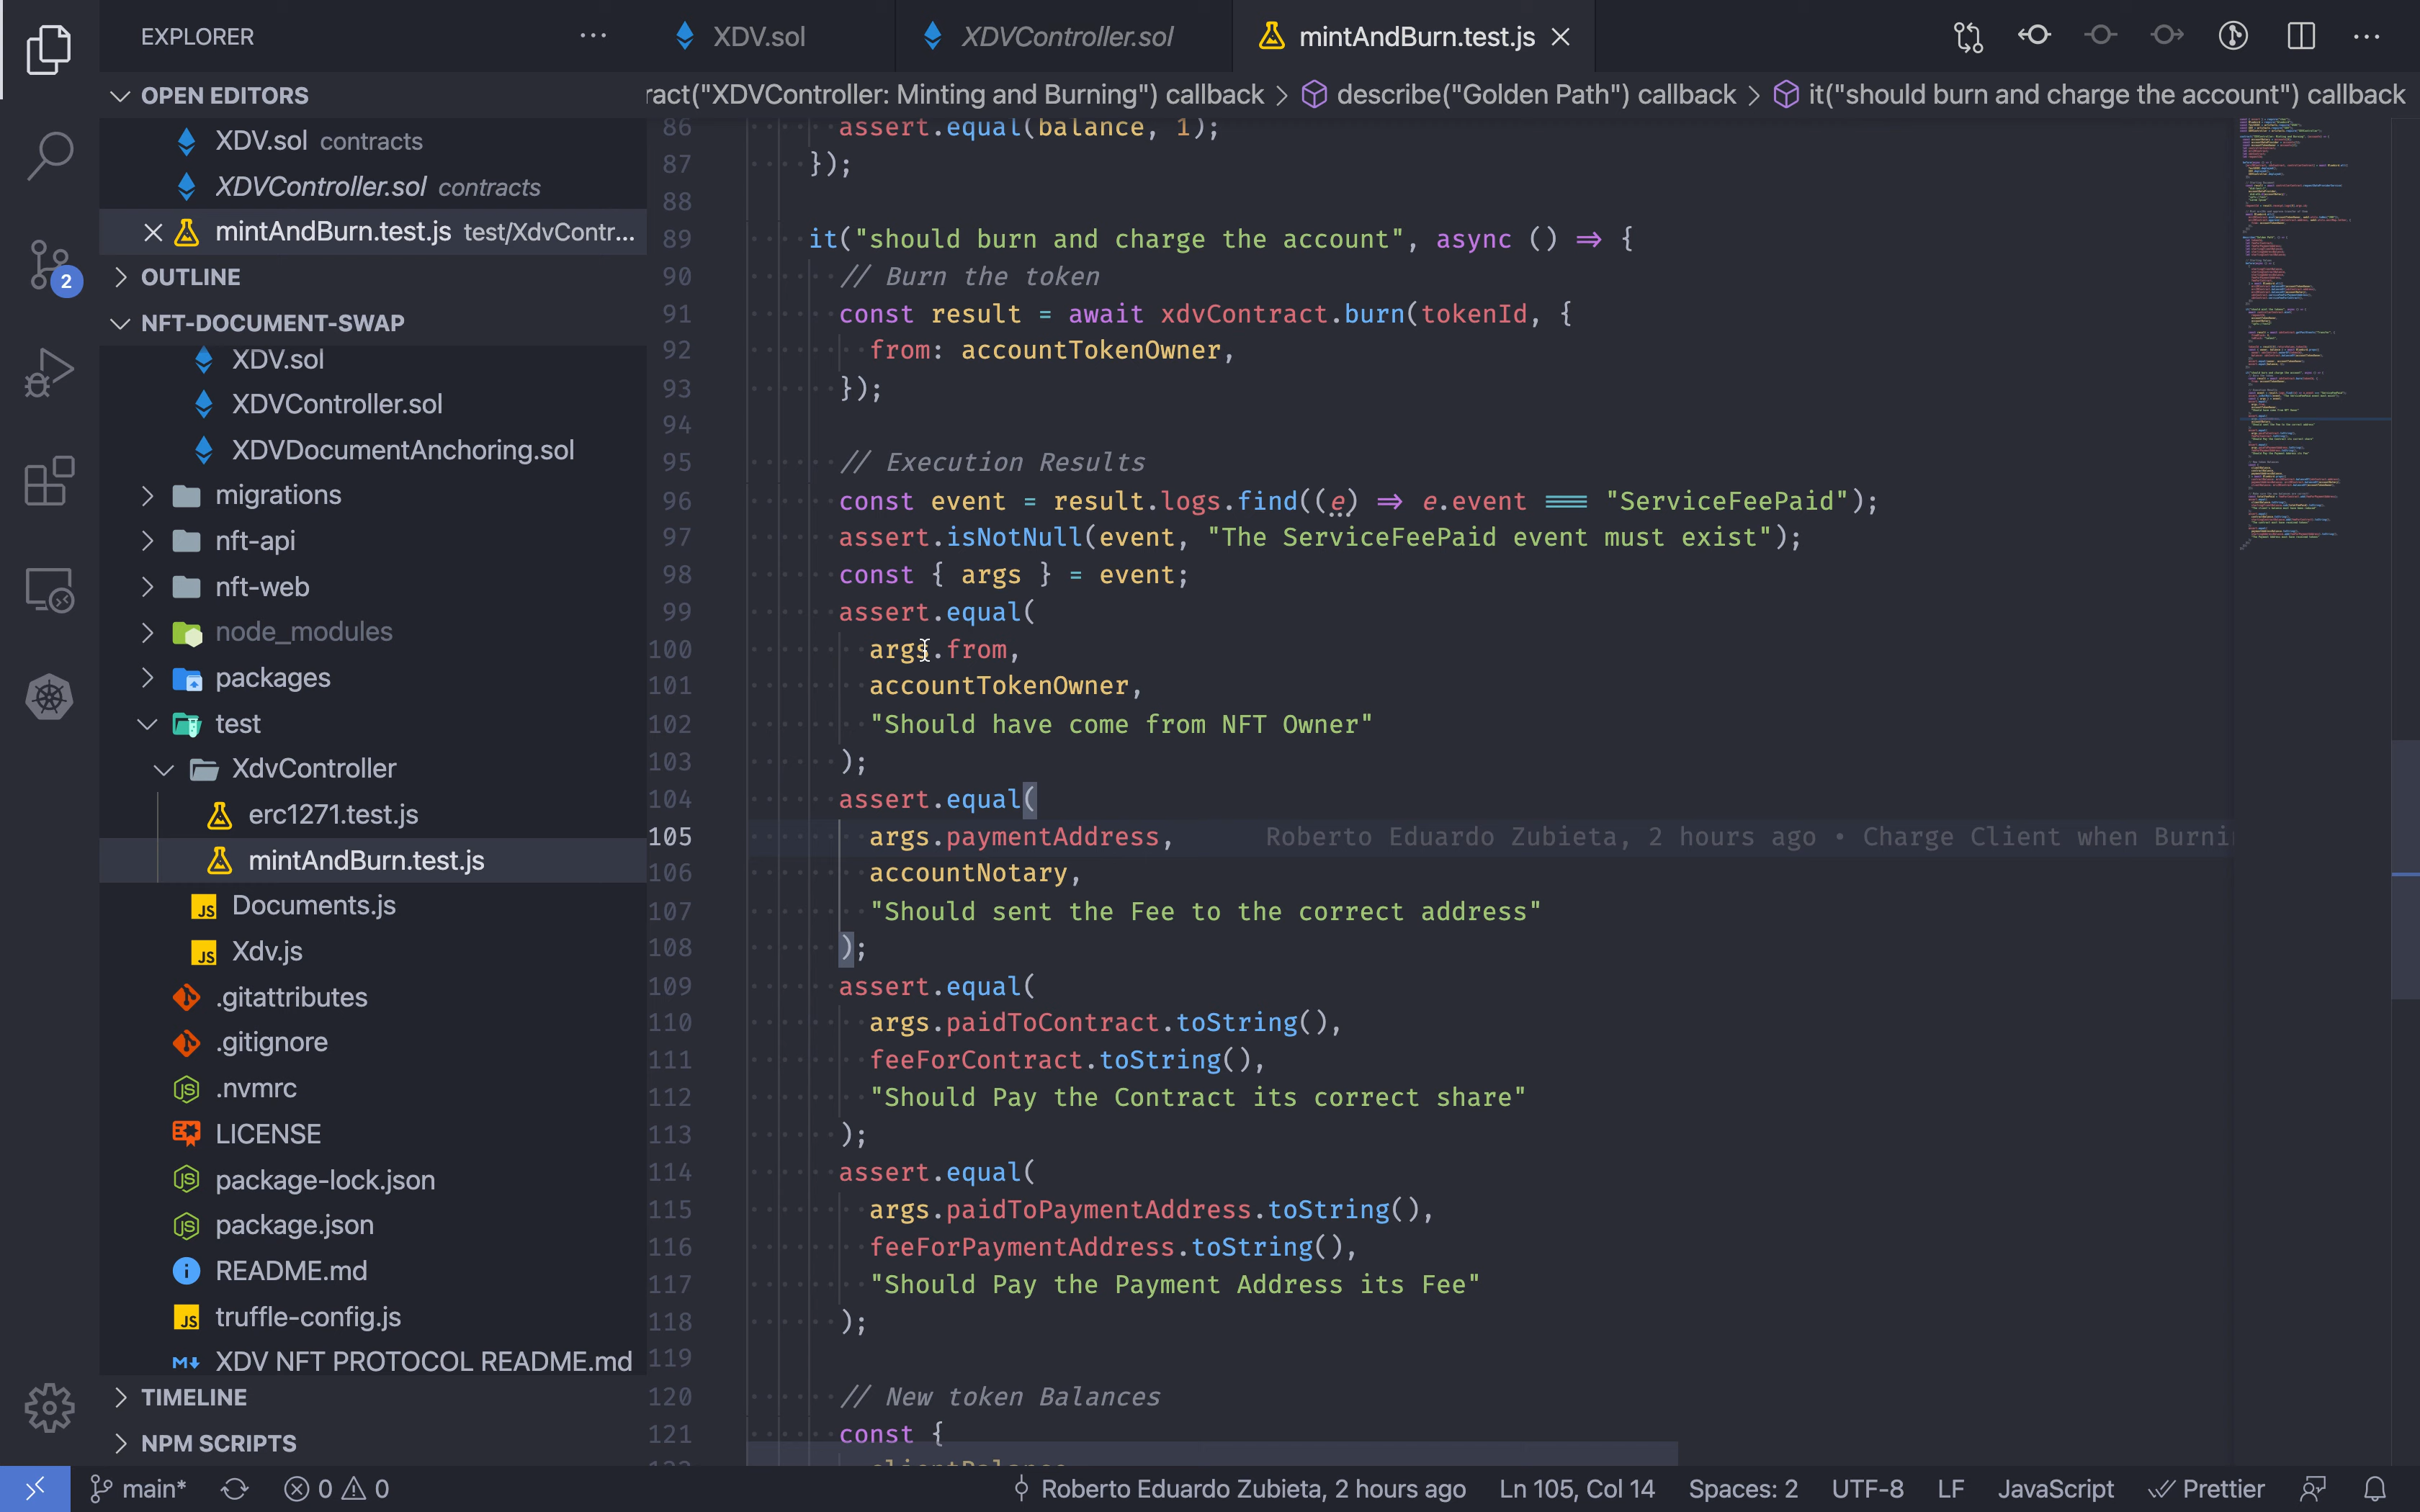 EXPLORER
XDV.sol
XDVController.sol
mintAndBurn.test.js
OPEN EDITORS
XDV.sol contracts
XDVController.sol contracts
mintAndBurn.test.js test/XdvContr...
OUTLINE
NFT-DOCUMENT-SWAP
XDV.sol
XDVController.sol
XDVDocumentAnchoring.sol
migrations
nft-api
nft-web
node_modules
packages
test
XdvController
erc1271.test.js
mintAndBurn.test.js
Documents.js
Xdv.js
.gitattributes
.gitignore
.nvmrc
LICENSE
package-lock.json
package.json
README.md
truffle-config.js
XDV NFT PROTOCOL README.md
TIMELINE
NPM SCRIPTS
2
ract("XDVController: Minting and Burning") callback > describe("Golden Path") callback > it("should burn and charge the account") callback
86 assert.equal(balance, 1);
87 });
88
89 it("should burn and charge the account", async () => {
90 // Burn the token
91 const result = await xdvContract.burn(tokenId, {
92 from: accountTokenOwner,
93 });
94
95 // Execution Results
96 const event = result.logs.find((e) => e.event === "ServiceFeePaid");
97 assert.isNotNull(event, "The ServiceFeePaid event must exist");
98 const { args } = event;
99 assert.equal(
100 args.from,
101 accountTokenOwner,
102 "Should have come from NFT Owner"
103 );
104 assert.equal(
105 args.paymentAddress, Roberto Eduardo Zubieta, 2 hours ago • Charge Client when Burni
106 accountNotary,
107 "Should sent the Fee to the correct address"
108 );
109 assert.equal(
110 args.paidToContract.toString(),
111 feeForContract.toString(),
112 "Should Pay the Contract its correct share"
113 );
114 assert.equal(
115 args.paidToPaymentAddress.toString(),
116 feeForPaymentAddress.toString(),
117 "Should Pay the Payment Address its Fee"
118 );
119
120 // New token Balances
121 const {
main*
0
0
Roberto Eduardo Zubieta, 2 hours ago
Ln 105, Col 14
Spaces: 2
UTF-8
LF
JavaScript
Prettier